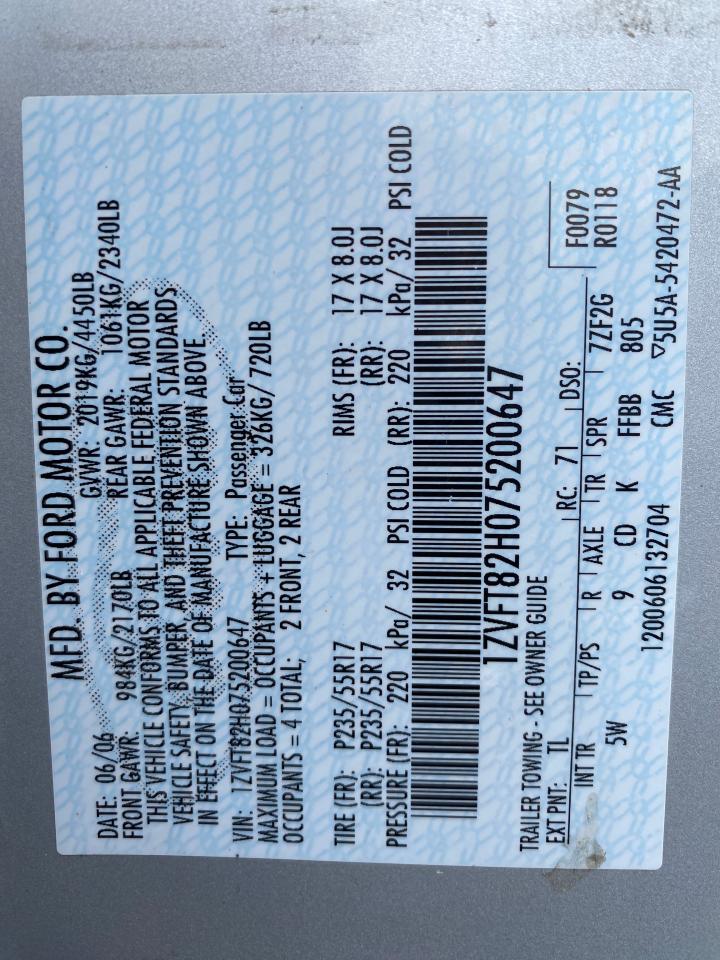 MFD. BY FORD MOTOR CO.
DATE: 06/06 GVWR: 2019KG/4450LB
FRONT GAWR: 984KG/2170LB REAR GAWR: 1061KG/2340LB
THIS VEHICLE CONFORMS TO ALL APPLICABLE FEDERAL MOTOR
VEHICLE SAFETY, BUMPER, AND THEFT PREVENTION STANDARDS
IN EFFECT ON THE DATE OF MANUFACTURE SHOWN ABOVE.
VIN: 1ZVFT82H075200647 TYPE: Passenger Car
MAXIMUM LOAD = OCCUPANTS + LUGGAGE = 326KG/ 720LB
OCCUPANTS = 4 TOTAL; 2 FRONT, 2 REAR
TIRE (FR): P235/55R17 RIMS (FR): 17 X 8.0J
(RR): P235/55R17 (RR): 17 X 8.0J
PRESSURE (FR): 220 kPa/ 32 PSI COLD (RR): 220 kPa/ 32 PSI COLD
1ZVFT82H075200647
TRAILER TOWING - SEE OWNER GUIDE
F0079
EXT PNT: TL RC: 71 DSO: R0118
INT TR TP/PS R AXLE TR SPR 7ZF2G
5W 9 CD K FFBB 805
1200606132704 CMC ▽5U5A-5420472-AA